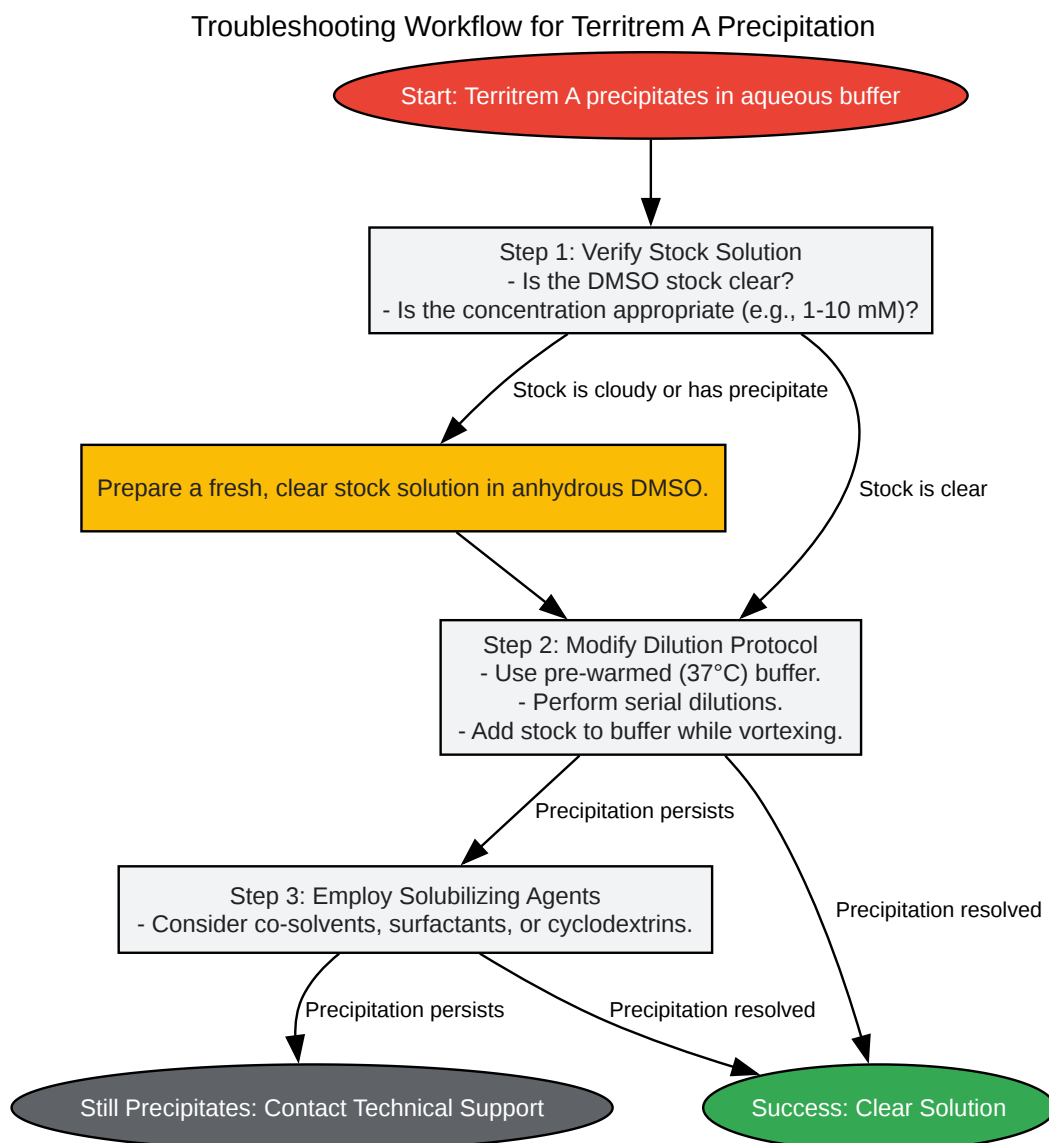 Troubleshooting Workflow for Territrem A Precipitation
Start: Territrem A precipitates in aqueous buffer
Step 1: Verify Stock Solution
- Is the DMSO stock clear?
- Is the concentration appropriate (e.g., 1-10 mM)?
Stock is cloudy or has precipitate
Prepare a fresh, clear stock solution in anhydrous DMSO.
Stock is clear
Step 2: Modify Dilution Protocol
- Use pre-warmed (37°C) buffer.
- Perform serial dilutions.
- Add stock to buffer while vortexing.
Precipitation persists
Step 3: Employ Solubilizing Agents
- Consider co-solvents, surfactants, or cyclodextrins.
Precipitation resolved
Precipitation persists
Precipitation resolved
Still Precipitates: Contact Technical Support
Success: Clear Solution